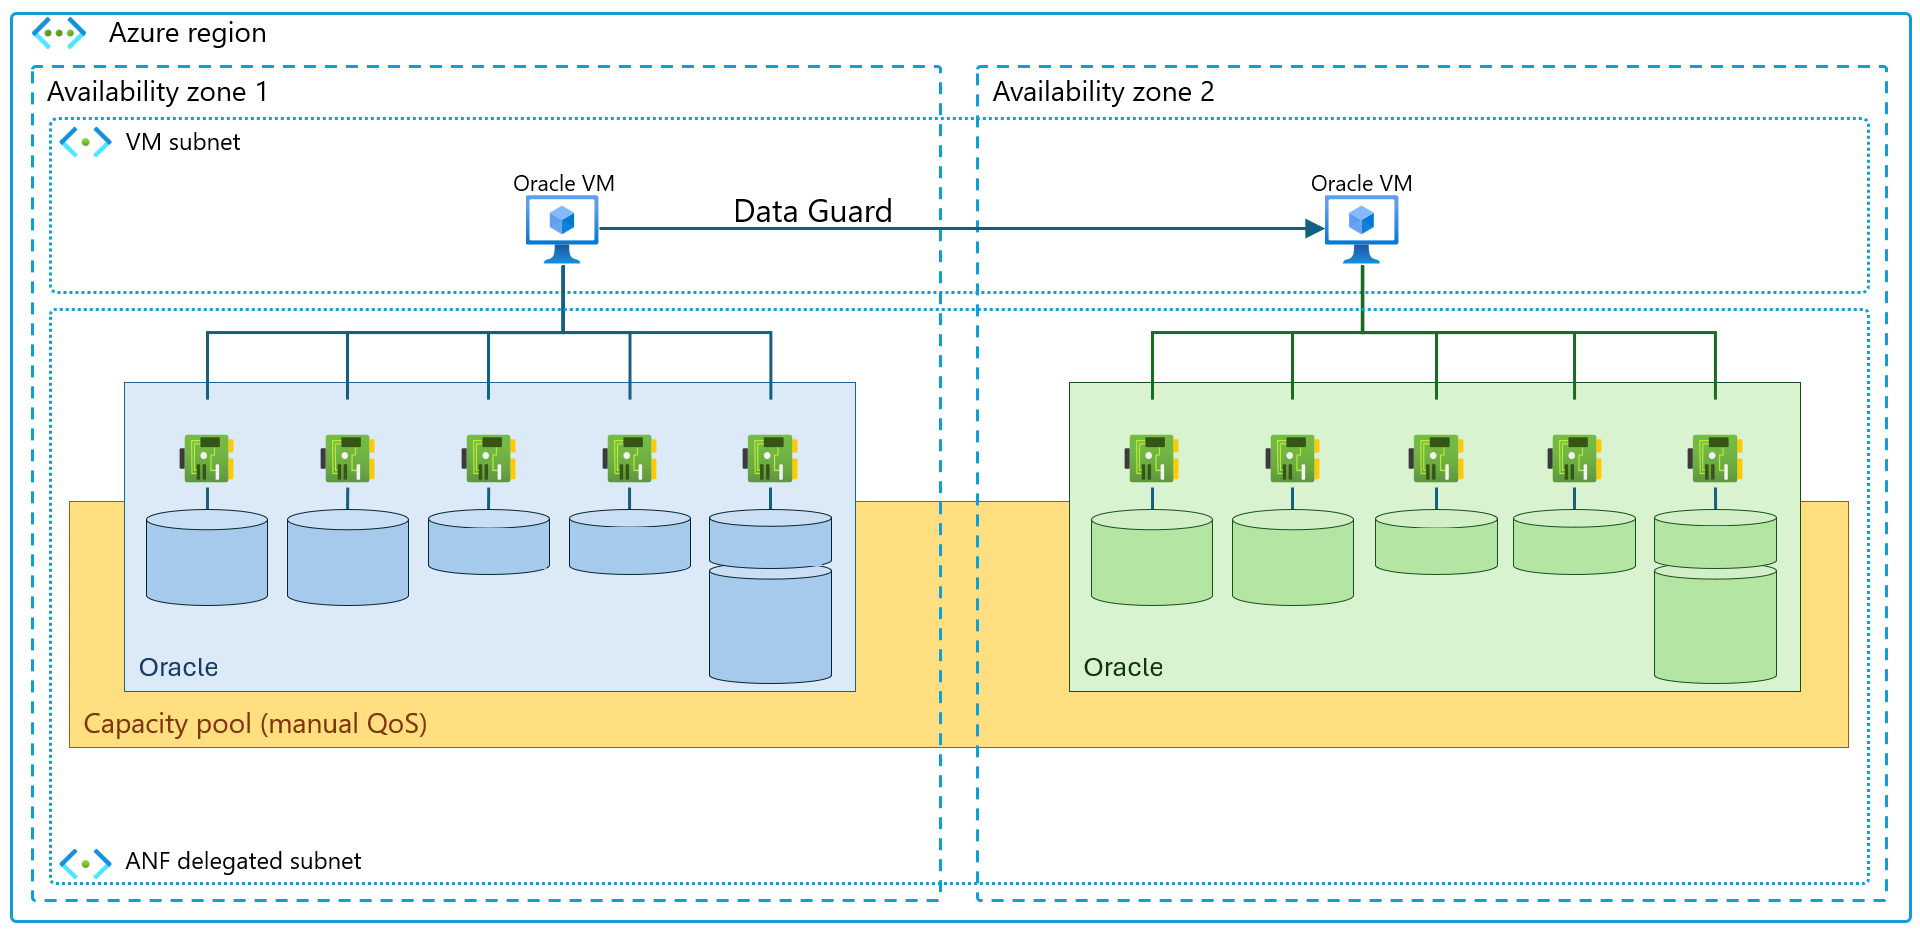 Azure region
Availability zone 1
Availability zone 2
VM subnet
Oracle VM
Oracle VM
Data Guard
Oracle
Oracle
Capacity pool (manual QoS)
ANF delegated subnet